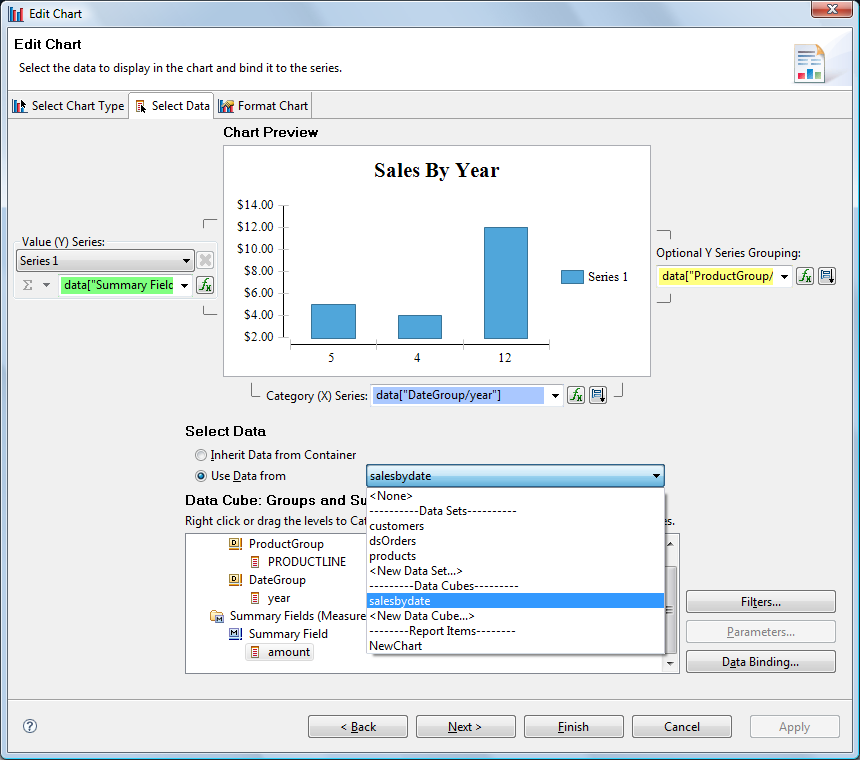 Edit Chart
Edit Chart
Select the data to display in the chart and bind it to the series.
Select Chart Type
Select Data
Format Chart
Chart Preview
Sales By Year
$14.00
$12.00
$10.00
$8.00
$6.00
$4.00
$2.00
5
4
12
Series 1
Value (Y) Series:
Series 1
Σ
data["Summary Field
fx
Optional Y Series Grouping:
data["ProductGroup/
fx
Category (X) Series:
data["DateGroup/year"]
fx
Select Data
Inherit Data from Container
Use Data from
salesbydate
<None>
----------Data Sets----------
customers
dsOrders
products
<New Data Set...>
---------Data Cubes---------
salesbydate
<New Data Cube...>
--------Report Items--------
NewChart
Data Cube: Groups and Su
Right click or drag the levels to Cat
s.
ProductGroup
PRODUCTLINE
DateGroup
year
Summary Fields (Measure
Summary Field
amount
Filters...
Parameters...
Data Binding...
?
< Back
Next >
Finish
Cancel
Apply